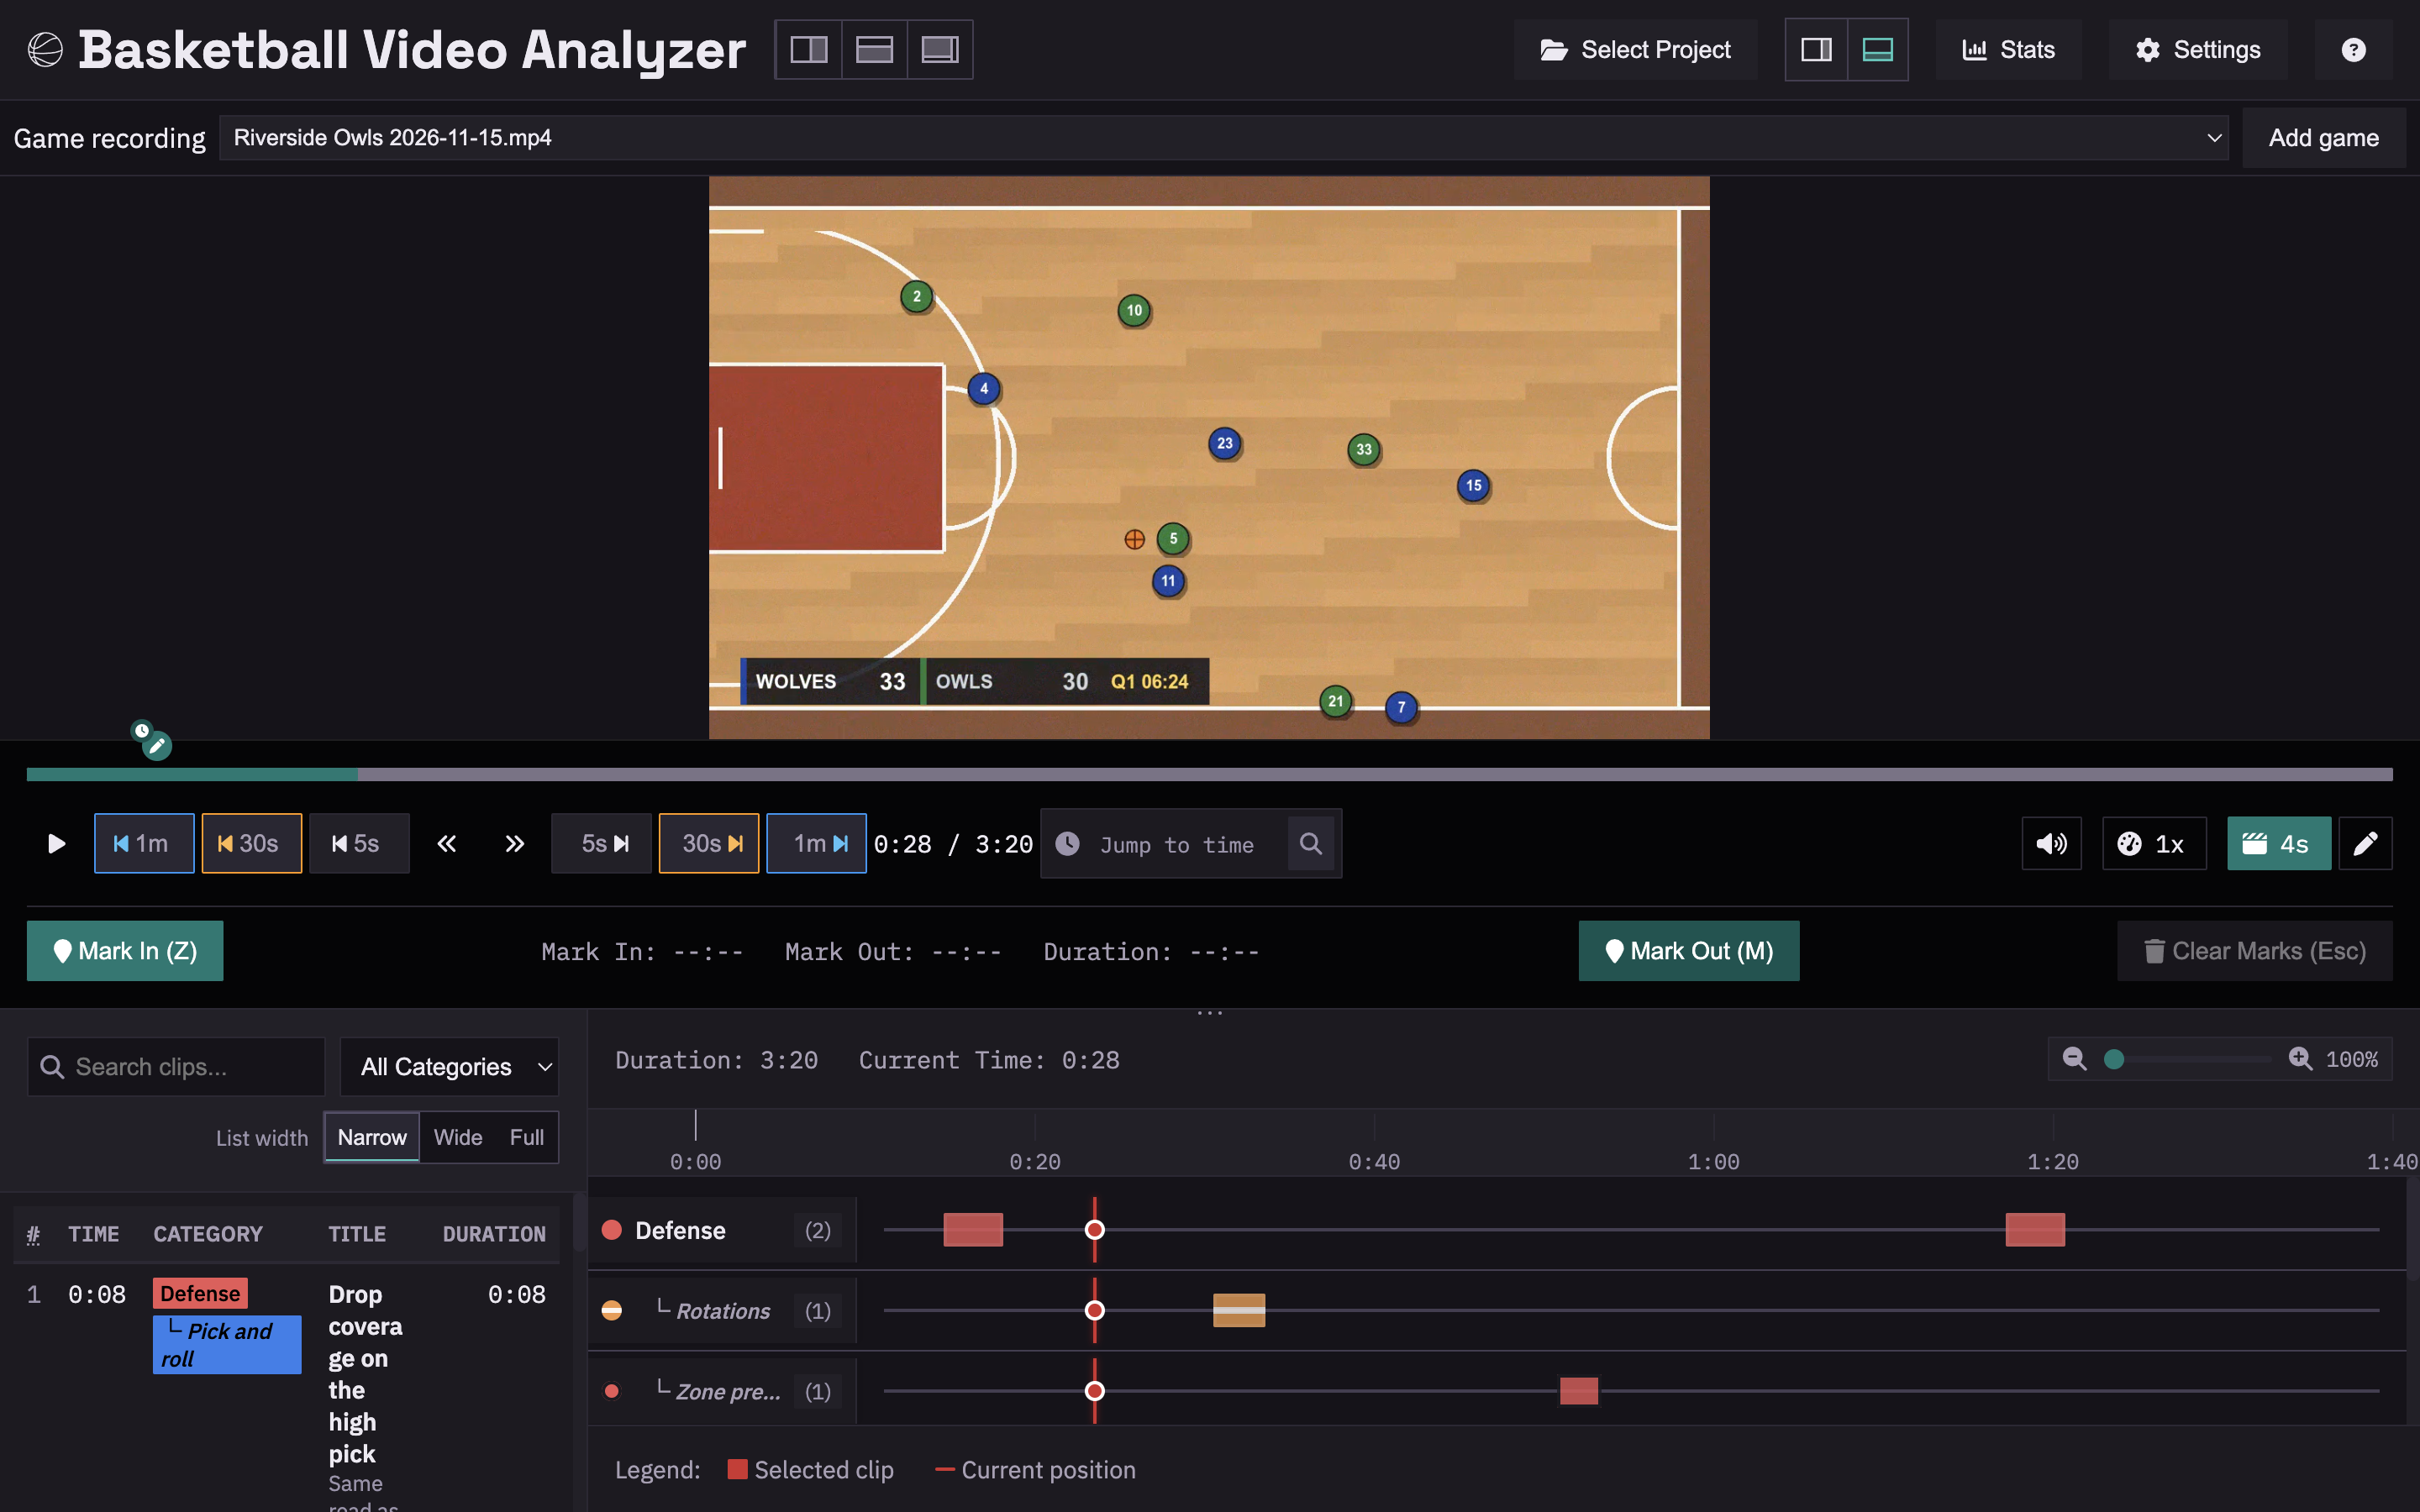 Basketball Video Analyzer
Select Project
Stats
Settings
?
Game recording
Riverside Owls 2026-11-15.mp4
Add game
2
10
4
23
33
15
5
11
WOLVES 33 OWLS 30 Q1 06:24
21
7
1m
30s
5s
5s
30s
1m
0:28 / 3:20
Jump to time
1x
4s
Mark In (Z)
Mark In: --:--
Mark Out: --:--
Duration: --:--
Mark Out (M)
Clear Marks (Esc)
Search clips...
All Categories
List width
Narrow
Wide
Full
# TIME CATEGORY TITLE DURATION
1 0:08 Defense
└ Pick and
roll
Drop
covera
ge on
the
high
pick
Same
read as
0:08
Duration: 3:20 Current Time: 0:28
100%
0:00 0:20 0:40 1:00 1:20 1:40
Defense (2)
└ Rotations (1)
└ Zone pre... (1)
Legend: Selected clip Current position